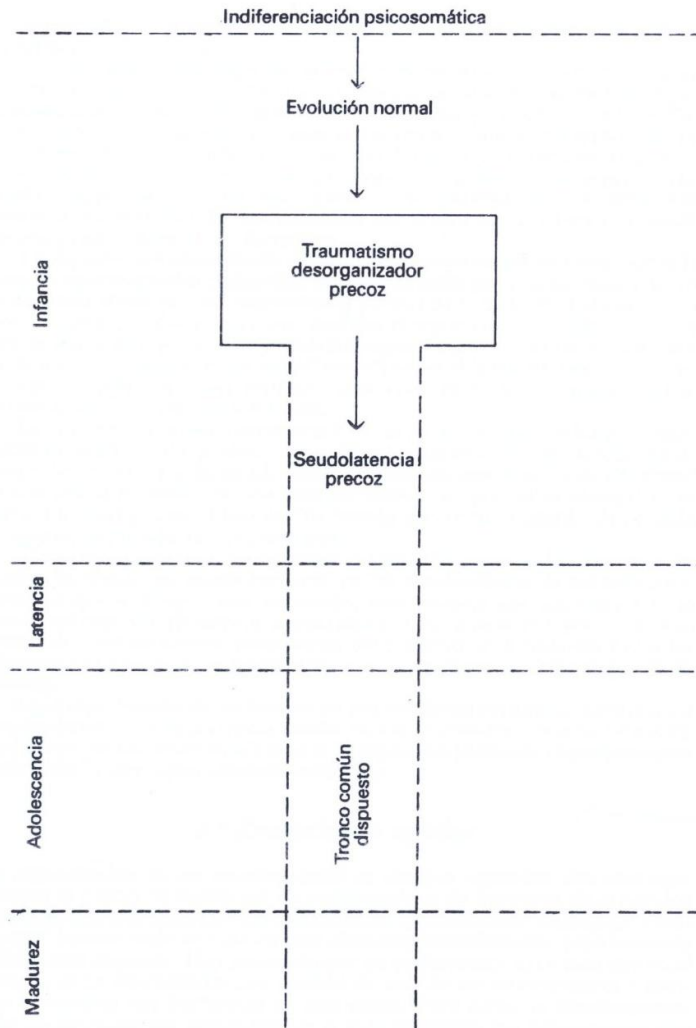 Indiferenciación psicosomática
Evolución normal
Traumatismo
desorganizador
precoz
Infancia
Seudolatencia
precoz
Latencia
Adolescencia
Tronco común
dispuesto
Madurez